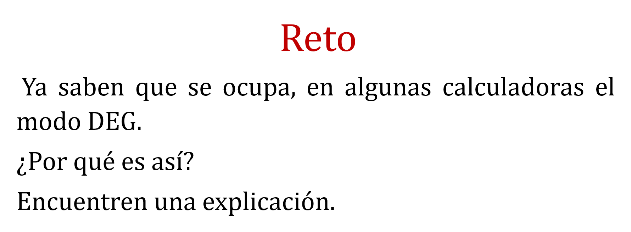 Reto
Ya saben que se ocupa, en algunas calculadoras el
modo DEG.
¿Por qué es así?
Encuentren una explicación.